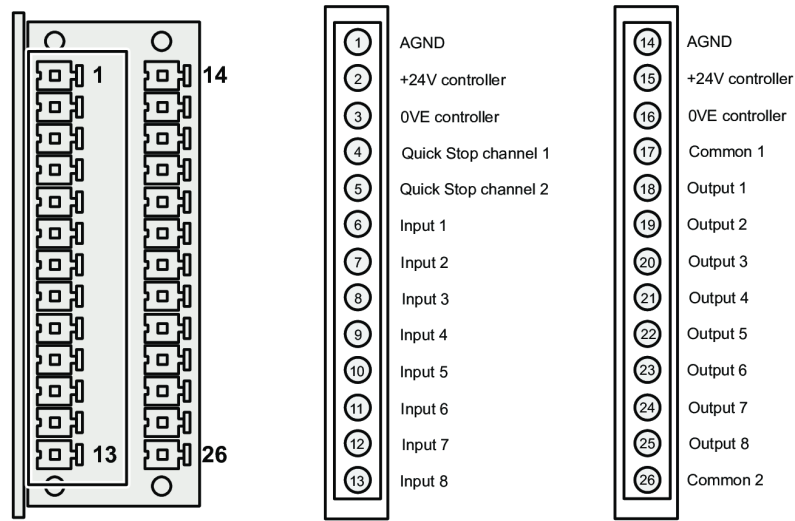 1 14
13 26
1 AGND
2 +24V controller
3 0VE controller
4 Quick Stop channel 1
5 Quick Stop channel 2
6 Input 1
7 Input 2
8 Input 3
9 Input 4
10 Input 5
11 Input 6
12 Input 7
13 Input 8
14 AGND
15 +24V controller
16 0VE controller
17 Common 1
18 Output 1
19 Output 2
20 Output 3
21 Output 4
22 Output 5
23 Output 6
24 Output 7
25 Output 8
26 Common 2